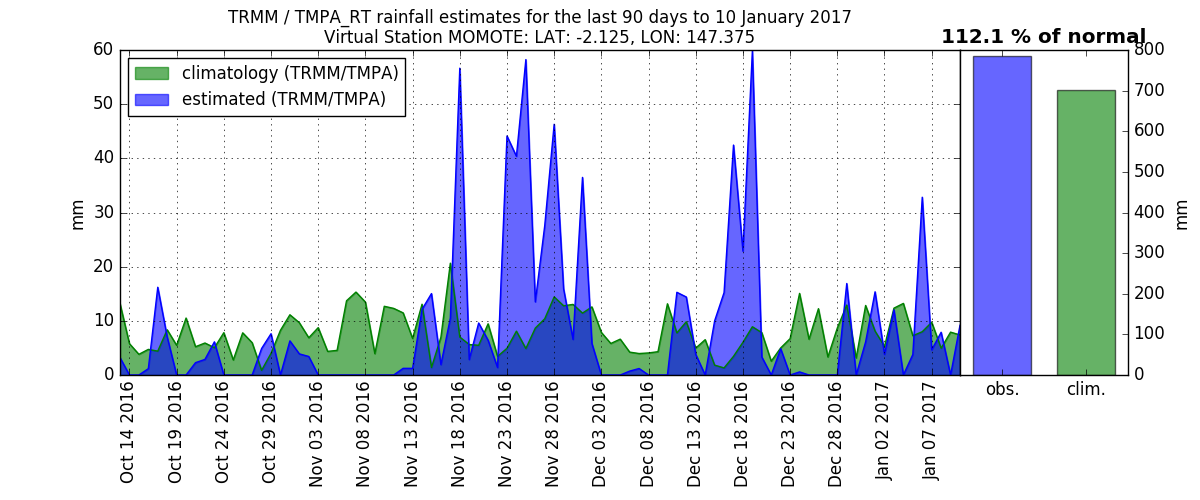 TRMM / TMPA_RT rainfall estimates for the last 90 days to 10 January 2017
Virtual Station MOMOTE: LAT: -2.125, LON: 147.375
112.1 % of normal
climatology (TRMM/TMPA)
estimated (TRMM/TMPA)
mm
60
50
40
30
20
10
0
Oct 14 2016
Oct 19 2016
Oct 24 2016
Oct 29 2016
Nov 03 2016
Nov 08 2016
Nov 13 2016
Nov 18 2016
Nov 23 2016
Nov 28 2016
Dec 03 2016
Dec 08 2016
Dec 13 2016
Dec 18 2016
Dec 23 2016
Dec 28 2016
Jan 02 2017
Jan 07 2017
800
700
600
500
400
300
200
100
0
mm
obs.
clim.